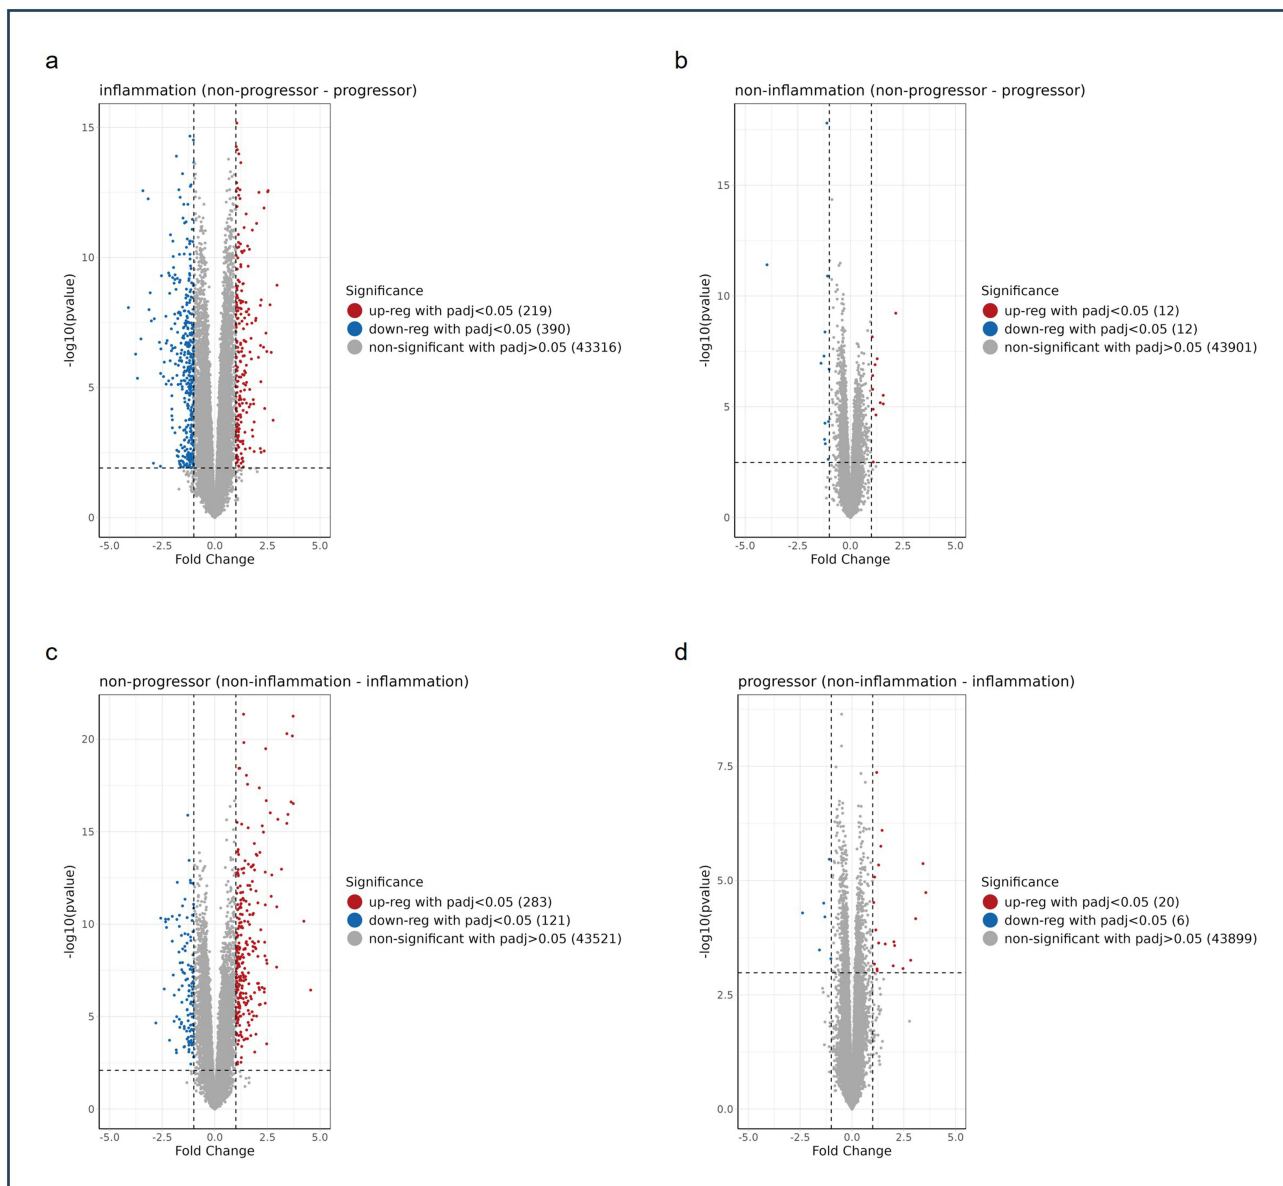 a
inflammation (non-progressor - progressor)
15
10
5
0
-log10(pvalue)
-5.0 -2.5 0.0 2.5 5.0
Fold Change
Significance
up-reg with padj<0.05 (219)
down-reg with padj<0.05 (390)
non-significant with padj>0.05 (43316)
b
non-inflammation (non-progressor - progressor)
15
10
5
0
-log10(pvalue)
-5.0 -2.5 0.0 2.5 5.0
Fold Change
Significance
up-reg with padj<0.05 (12)
down-reg with padj<0.05 (12)
non-significant with padj>0.05 (43901)
c
non-progressor (non-inflammation - inflammation)
20
15
10
5
0
-log10(pvalue)
-5.0 -2.5 0.0 2.5 5.0
Fold Change
Significance
up-reg with padj<0.05 (283)
down-reg with padj<0.05 (121)
non-significant with padj>0.05 (43521)
d
progressor (non-inflammation - inflammation)
7.5
5.0
2.5
0.0
-log10(pvalue)
-5.0 -2.5 0.0 2.5 5.0
Fold Change
Significance
up-reg with padj<0.05 (20)
down-reg with padj<0.05 (6)
non-significant with padj>0.05 (43899)